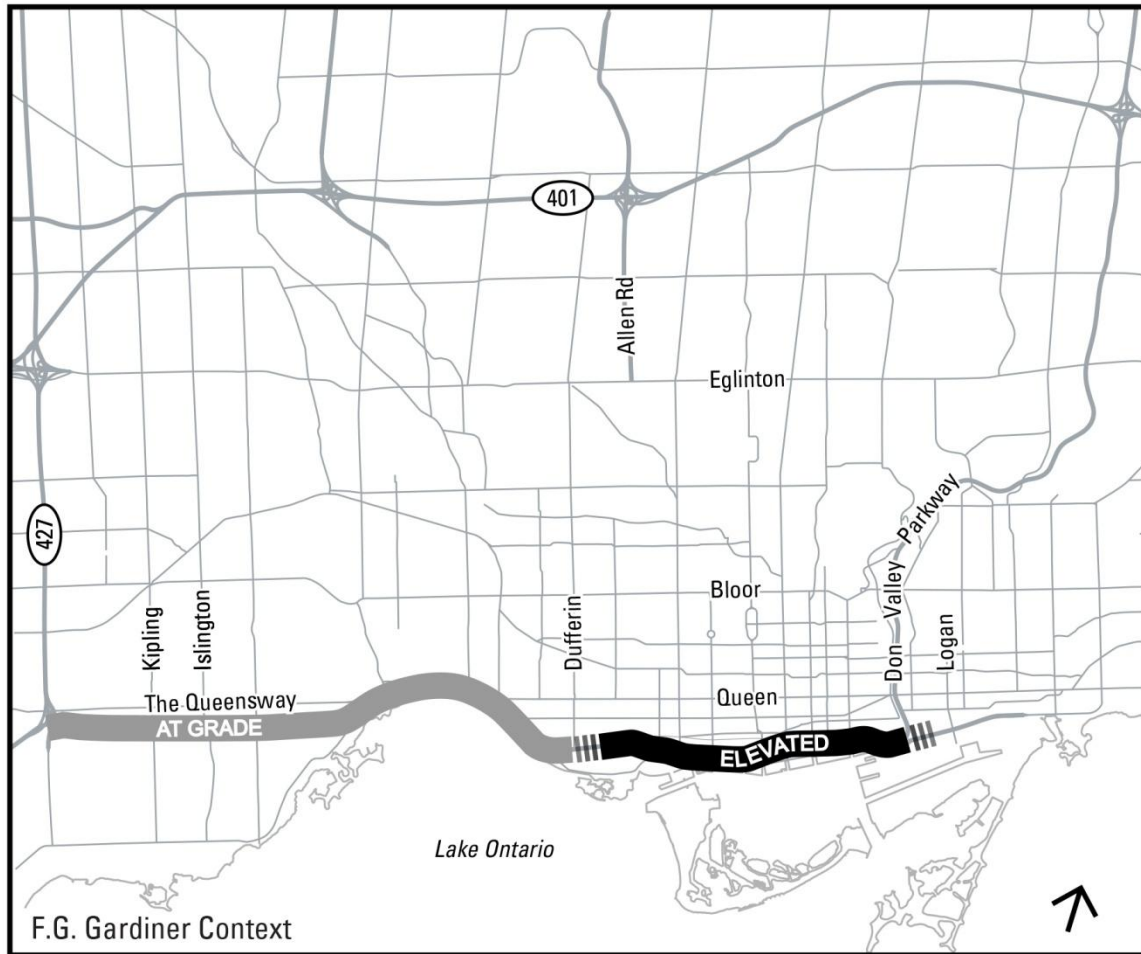 401
Allen Rd
Eglinton
427
Don Valley Parkway
Bloor
Kipling
Islington
Dufferin
Logan
The Queensway
Queen
AT GRADE
ELEVATED
Lake Ontario
F.G. Gardiner Context